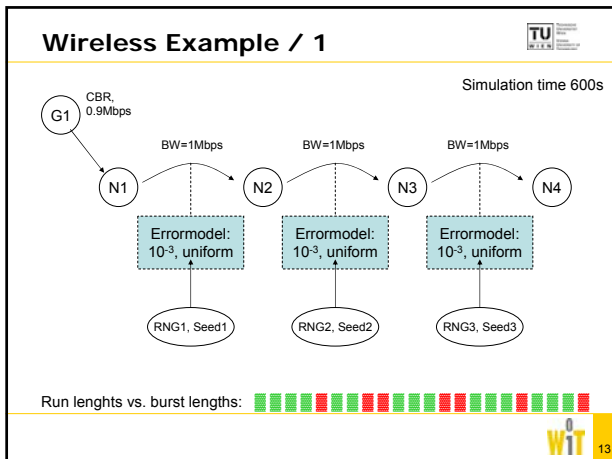 Wireless Example / 1
TU
WIEN
Simulation time 600s
CBR,
0.9Mbps
G1
BW=1Mbps
BW=1Mbps
BW=1Mbps
N1
N2
N3
N4
Errormodel:
10⁻³, uniform
Errormodel:
10⁻³, uniform
Errormodel:
10⁻³, uniform
RNG1, Seed1
RNG2, Seed2
RNG3, Seed3
Run lenghts vs. burst lengths:
13